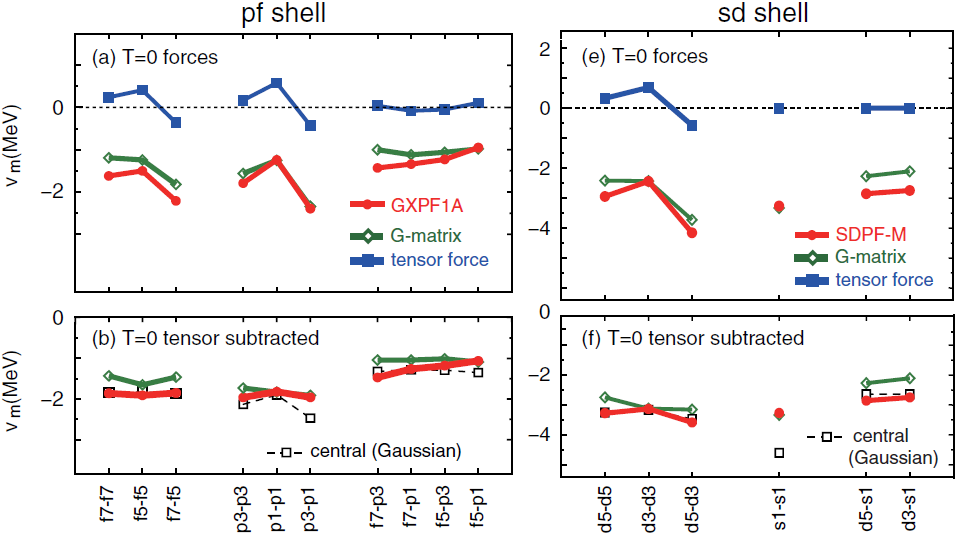 pf shell
sd shell
(a) T=0 forces
0
−2
v m (MeV)
GXPF1A
G-matrix
tensor force
(e) T=0 forces
2
0
−2
−4
SDPF-M
G-matrix
tensor force
(b) T=0 tensor subtracted
0
−2
v m (MeV)
central (Gaussian)
(f) T=0 tensor subtracted
0
−2
−4
central
(Gaussian)
f7-f7
f5-f5
f7-f5
p3-p3
p1-p1
p3-p1
f7-p3
f7-p1
f5-p3
f5-p1
d5-d5
d3-d3
d5-d3
s1-s1
d5-s1
d3-s1